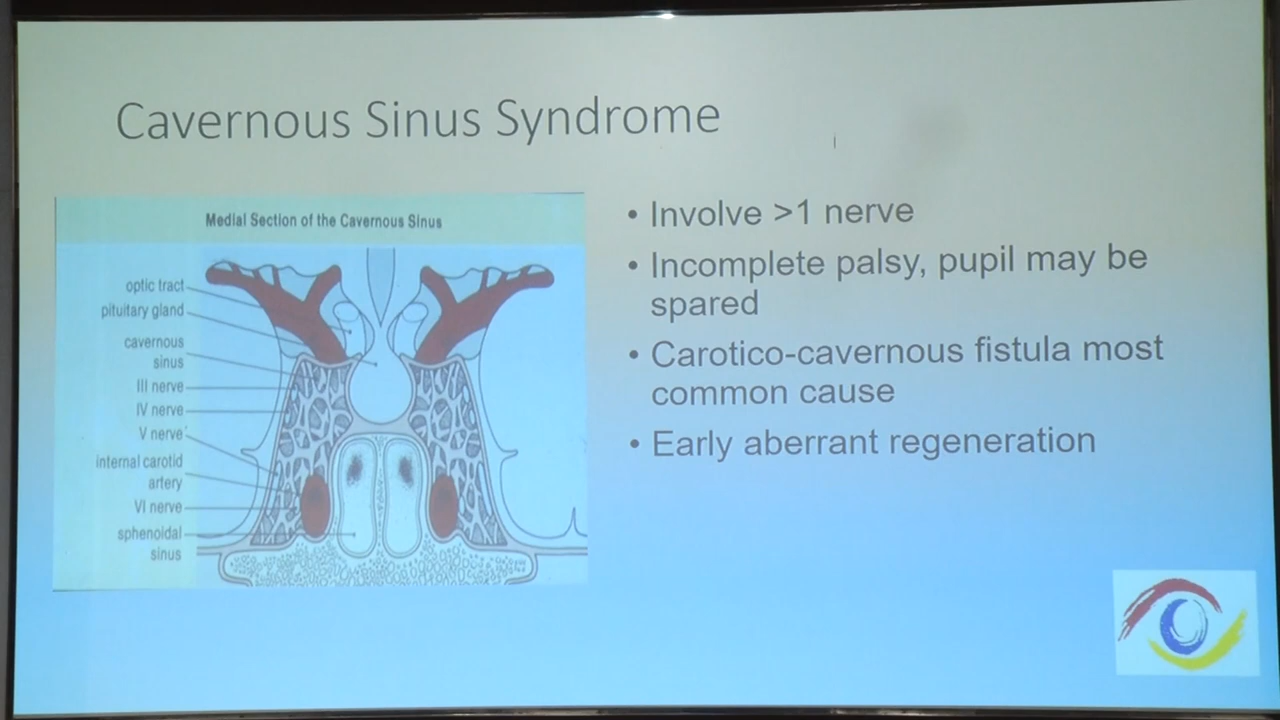 Cavernous Sinus Syndrome
Medial Section of the Cavernous Sinus
optic tract
pituitary gland
cavernous
sinus
III nerve
IV nerve
V nerve
internal carotid
artery
VI nerve
sphenoidal
sinus
• Involve >1 nerve
• Incomplete palsy, pupil may be
spared
• Carotico-cavernous fistula most
common cause
• Early aberrant regeneration